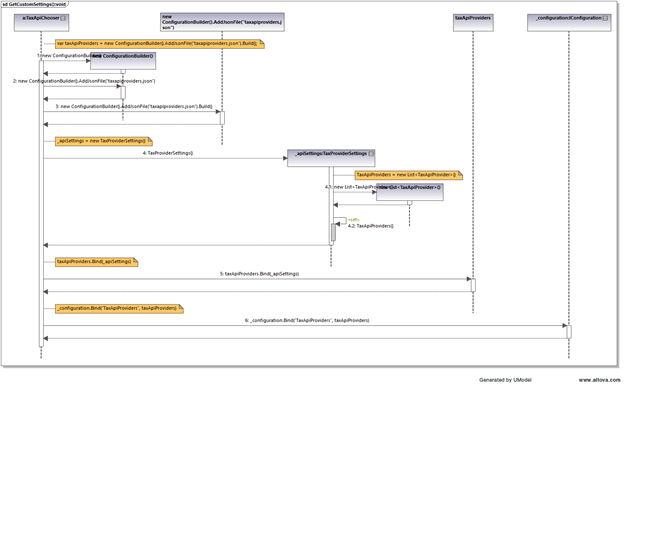 sd GetCustomSettings():void
a:TaxApiChooser
new
ConfigurationBuilder().AddJsonFile("taxapiproviders.j
son")
taxApiProviders
_configuration:IConfiguration
var taxApiProviders = new ConfigurationBuilder().AddJsonFile("taxapiproviders.json").Build();
1: new ConfigurationBuilder()
new ConfigurationBuilder()
2: new ConfigurationBuilder().AddJsonFile("taxapiproviders.json")
3: new ConfigurationBuilder().AddJsonFile("taxapiproviders.json").Build()
_apiSettings = new TaxProviderSettings()
4: TaxProviderSettings()
_apiSettings:TaxProviderSettings
TaxApiProviders = new List<TaxApiProvider>()
4.1: new List<TaxApiProvider>()
new List<TaxApiProvider>()
«set»
4.2: TaxApiProviders()
taxApiProviders.Bind(_apiSettings)
5: taxApiProviders.Bind(_apiSettings)
_configuration.Bind('TaxApiProviders', taxApiProviders)
6: _configuration.Bind('TaxApiProviders', taxApiProviders)
Generated by UModel
www.altova.com